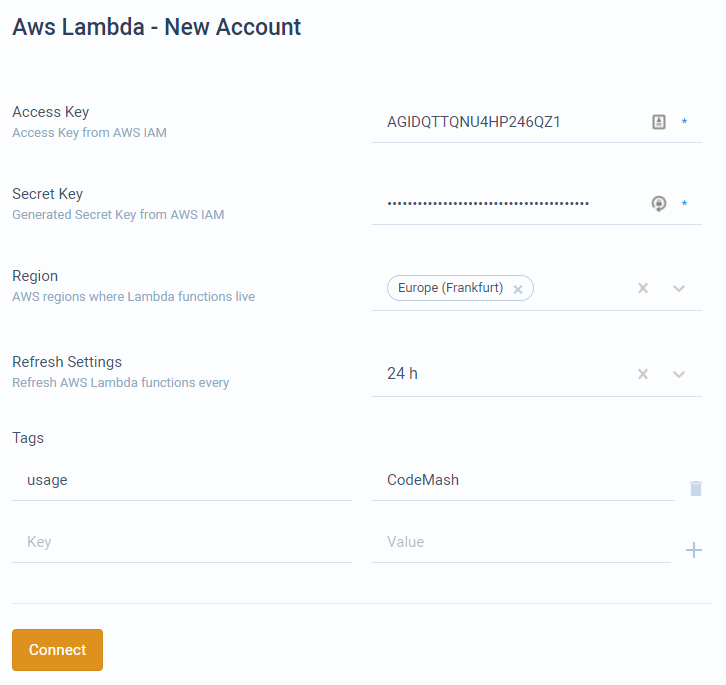 Aws Lambda - New Account
Access Key
Access Key from AWS IAM
AGIDQTTQNU4HP246QZ1
*
Secret Key
Generated Secret Key from AWS IAM
••••••••••••••••••••••••••••••••••••••••
*
Region
AWS regions where Lambda functions live
Europe (Frankfurt) ×
Refresh Settings
Refresh AWS Lambda functions every
24 h
Tags
usage
CodeMash
Key
Value
Connect